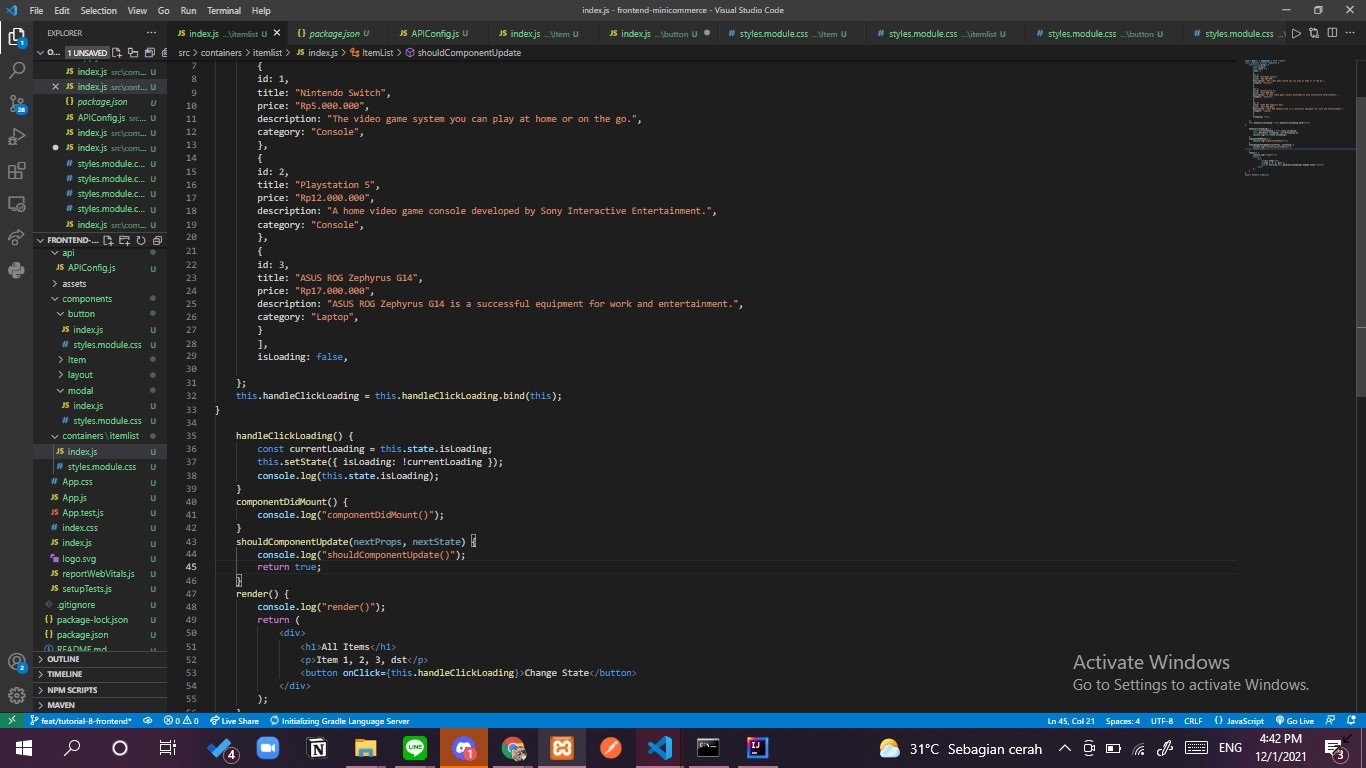 File Edit Selection View Go Run Terminal Help index.js - frontend-minicommerce - Visual Studio Code
EXPLORER ··· JS index.js ...\itemlist U × {} package.json U JS APIConfig.js U JS index.js ...\Item U JS index.js ...\button U # styles.module.css ...\Item U # styles.module.css ...\itemlist U # styles.module.css ...\button U # styles.module.css
O... 1 UNSAVED src > containers > itemlist > JS index.js > ItemList > shouldComponentUpdate
JS index.js src\com... U
× JS index.js src\cont... U
{} package.json U
JS APIConfig.js src... U
JS index.js src\com... U
JS index.js src\com... U
# styles.module.c... U
# styles.module.c... U
# styles.module.c... U
# styles.module.c... U
JS index.js src\com... U
FRONTEND-...
api
JS APIConfig.js U
> assets
components
button
JS index.js U
# styles.module.css U
> Item
> layout
modal
JS index.js U
# styles.module.css U
containers \ itemlist
JS index.js U
# styles.module.css U
# App.css U
JS App.js U
JS App.test.js U
# index.css U
JS index.js U
logo.svg U
JS reportWebVitals.js U
JS setupTests.js U
.gitignore U
{} package-lock.json U
{} package.json U
README.md U
> OUTLINE
> TIMELINE
> NPM SCRIPTS
> MAVEN
7 {
8 id: 1,
9 title: "Nintendo Switch",
10 price: "Rp5.000.000",
11 description: "The video game system you can play at home or on the go.",
12 category: "Console",
13 },
14 {
15 id: 2,
16 title: "Playstation 5",
17 price: "Rp12.000.000",
18 description: "A home video game console developed by Sony Interactive Entertainment.",
19 category: "Console",
20 },
21 {
22 id: 3,
23 title: "ASUS ROG Zephyrus G14",
24 price: "Rp17.000.000",
25 description: "ASUS ROG Zephyrus G14 is a successful equipment for work and entertainment.",
26 category: "Laptop",
27 }
28 ],
29 isLoading: false,
30
31 };
32 this.handleClickLoading = this.handleClickLoading.bind(this);
33 }
34
35 handleClickLoading() {
36 const currentLoading = this.state.isLoading;
37 this.setState({ isLoading: !currentLoading });
38 console.log(this.state.isLoading);
39 }
40 componentDidMount() {
41 console.log("componentDidMount()");
42 }
43 shouldComponentUpdate(nextProps, nextState) {
44 console.log("shouldComponentUpdate()");
45 return true;
46 }
47 render() {
48 console.log("render()");
49 return (
50 <div>
51 <h1>All Items</h1>
52 <p>Item 1, 2, 3, dst</p>
53 <button onClick={this.handleClickLoading}>Change State</button>
54 </div>
55 );
56 }
Activate Windows
Go to Settings to activate Windows.
feat/tutorial-8-frontend* 0 0 Live Share Initializing Gradle Language Server Ln 45, Col 21 Spaces: 4 UTF-8 CRLF {} JavaScript Go Live
31°C Sebagian cerah ENG 4:42 PM
12/1/2021